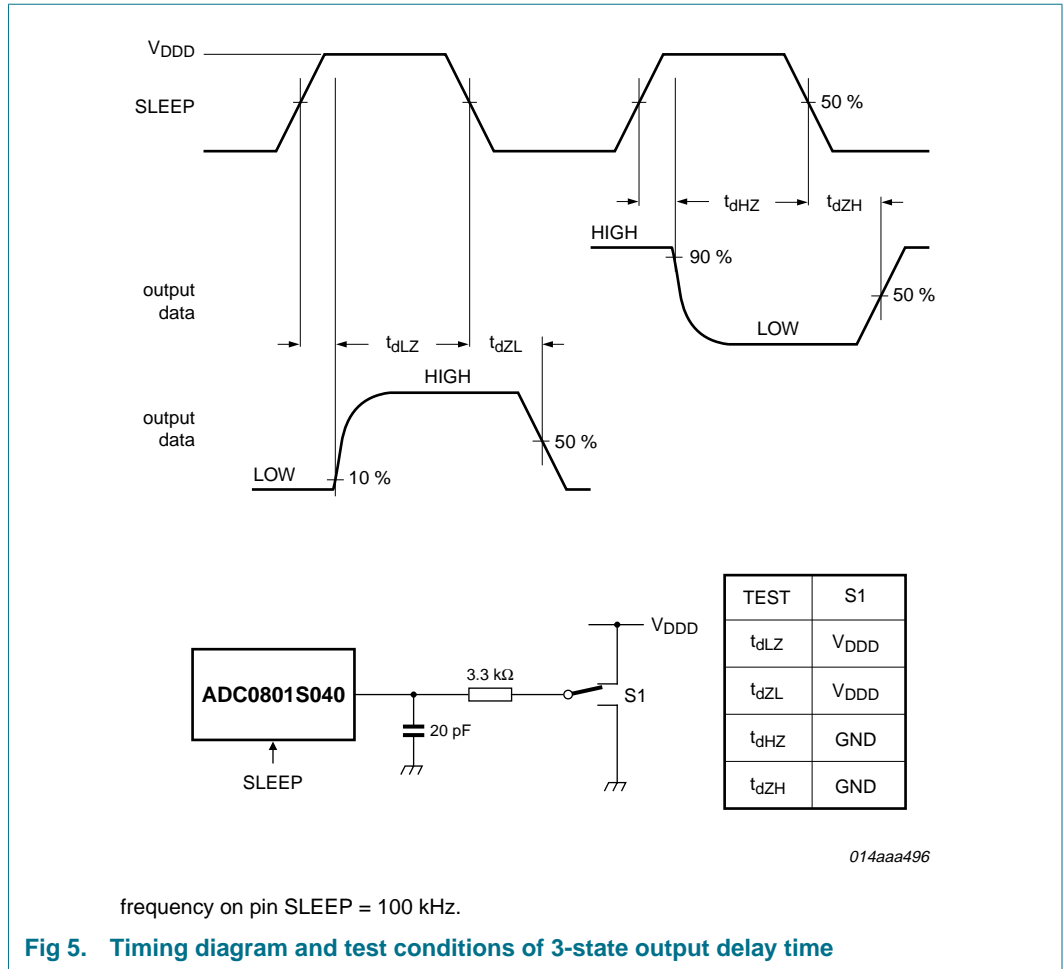 VDDD
SLEEP
50 %
tdHZ
tdZH
HIGH
90 %
output
data
50 %
LOW
tdLZ
tdZL
HIGH
output
data
50 %
LOW
10 %
VDDD
TEST S1
tdLZ VDDD
tdZL VDDD
tdHZ GND
tdZH GND
3.3 kΩ
ADC0801S040
S1
20 pF
SLEEP
014aaa496
frequency on pin SLEEP = 100 kHz.
Fig 5. Timing diagram and test conditions of 3-state output delay time